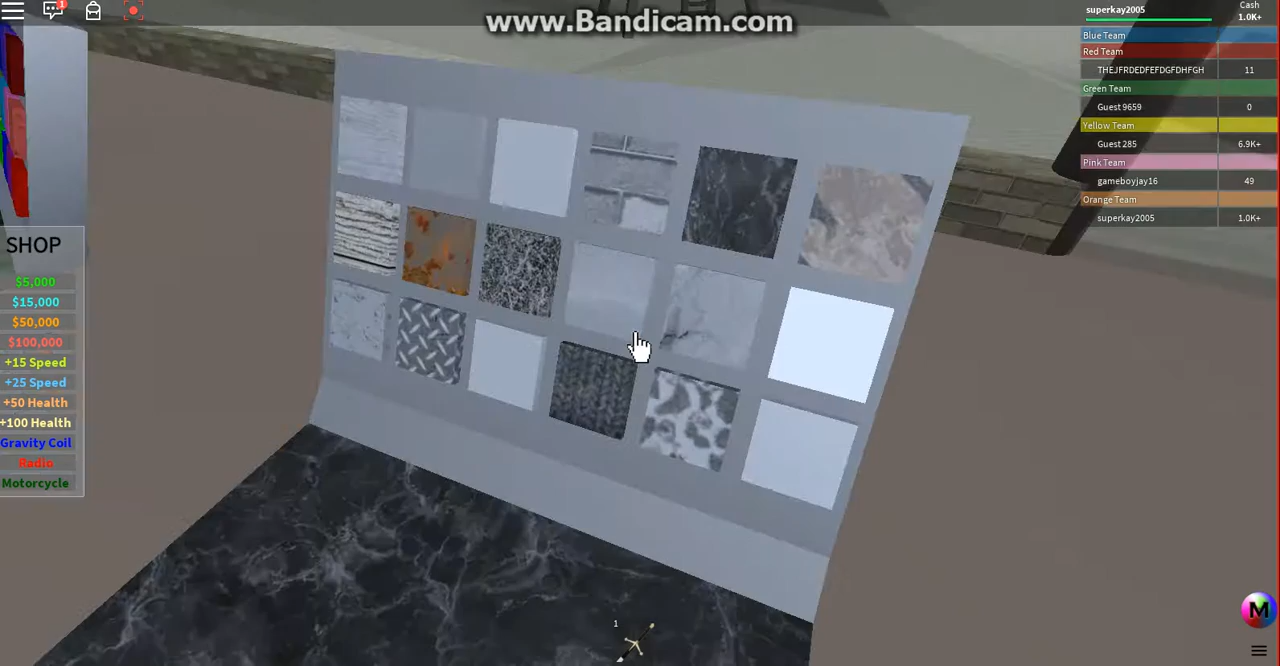 www.Bandicam.com
1
superkay2005
Cash
1.0K+
Blue Team
Red Team
THEJFRDEDFEFDGFDHFGH 11
Green Team
Guest 9659 0
Yellow Team
Guest 285 6.9K+
Pink Team
gameboyjay16 49
Orange Team
superkay2005 1.0K+
SHOP
$5,000
$15,000
$50,000
$100,000
+15 Speed
+25 Speed
+50 Health
+100 Health
Gravity Coil
Radio
Motorcycle
1
M